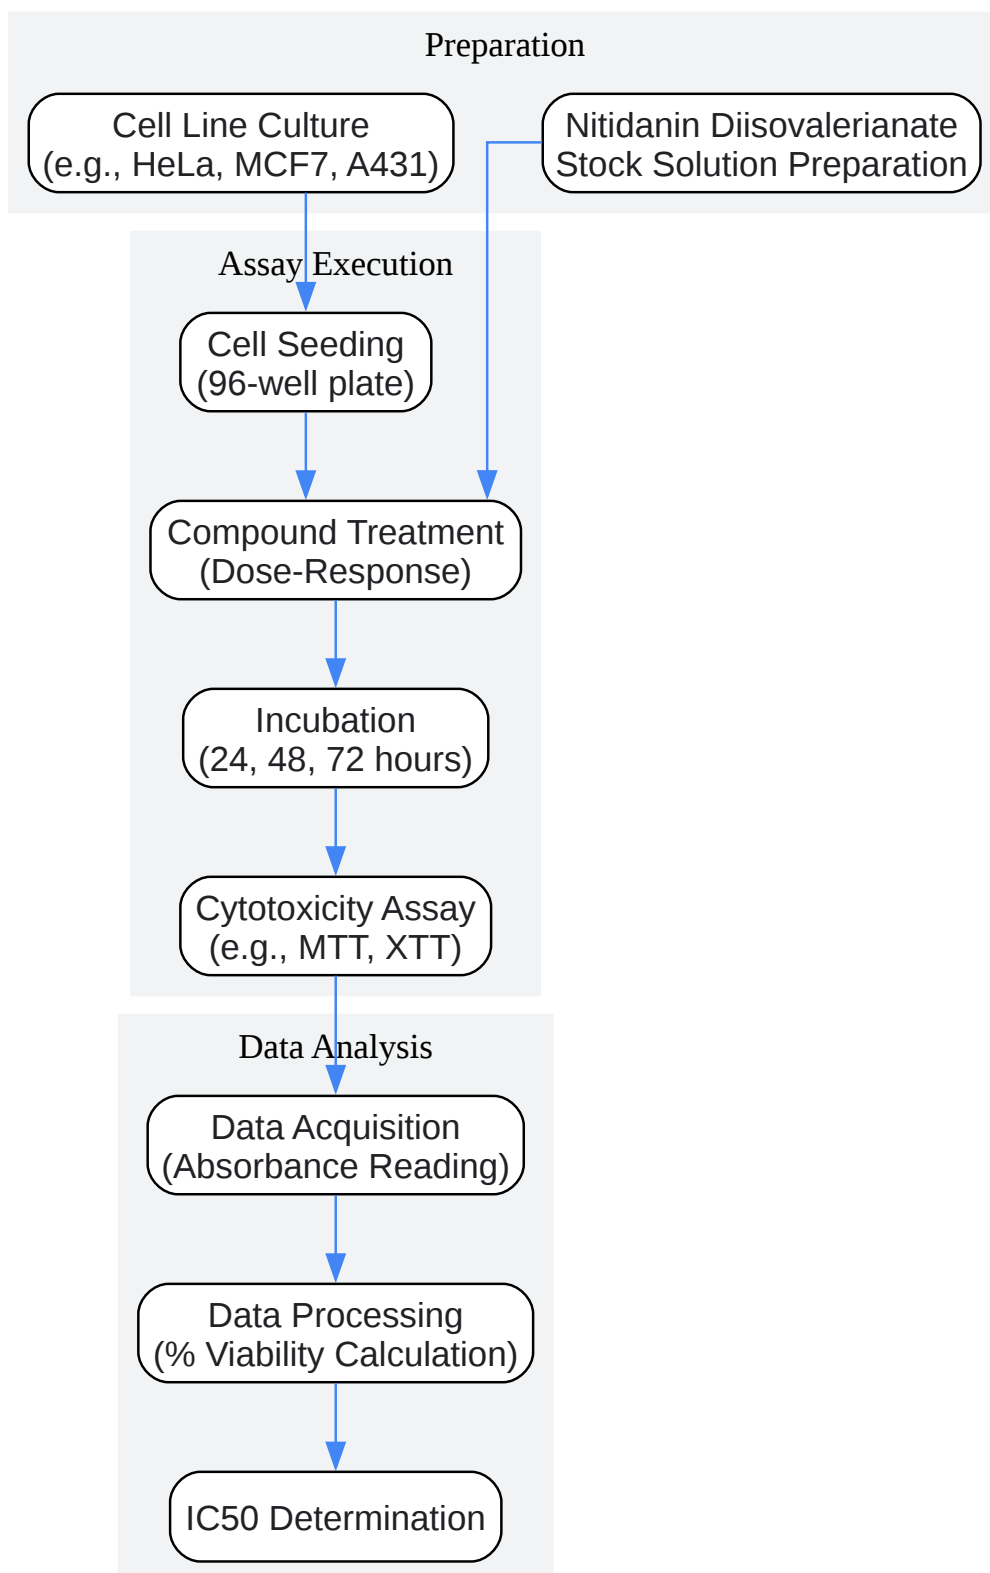 Preparation
Cell Line Culture
(e.g., HeLa, MCF7, A431)
Nitidanin Diisovalerianate
Stock Solution Preparation
Assay Execution
Cell Seeding
(96-well plate)
Compound Treatment
(Dose-Response)
Incubation
(24, 48, 72 hours)
Cytotoxicity Assay
(e.g., MTT, XTT)
Data Analysis
Data Acquisition
(Absorbance Reading)
Data Processing
(% Viability Calculation)
IC50 Determination